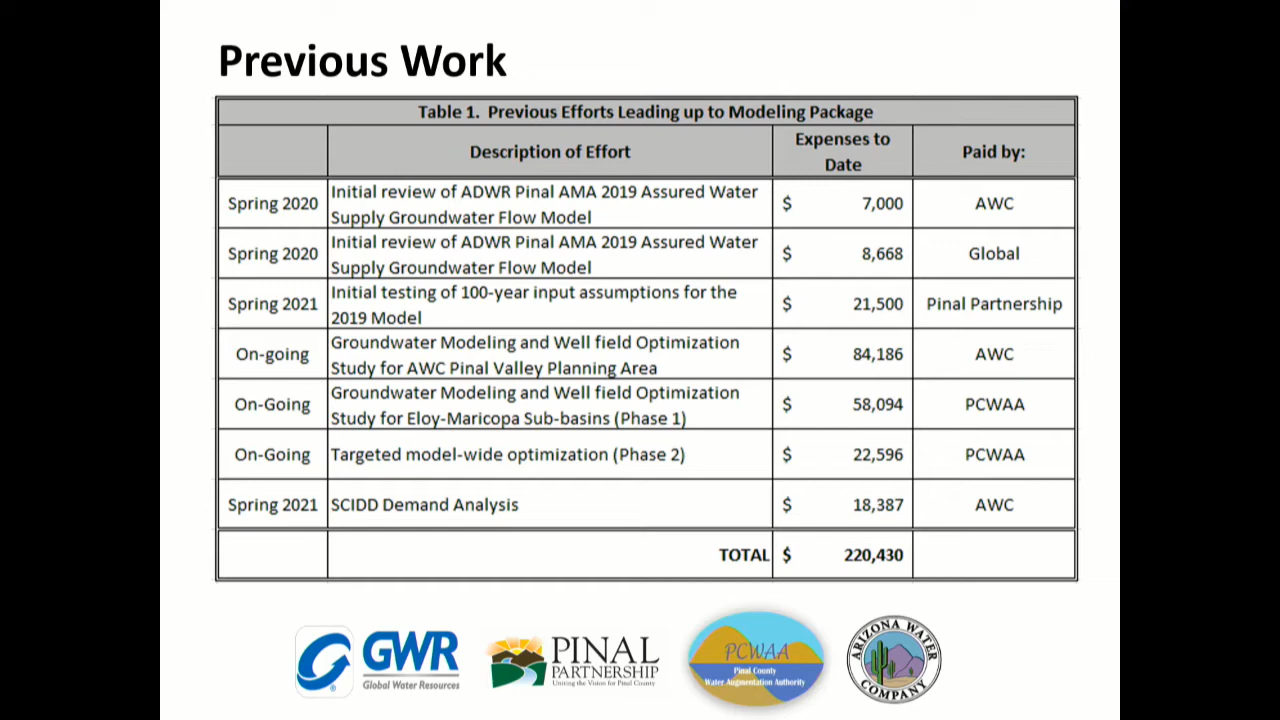 Previous Work
Table 1. Previous Efforts Leading up to Modeling Package
Description of Effort
Expenses to
Date
Paid by:
Spring 2020
Initial review of ADWR Pinal AMA 2019 Assured Water
Supply Groundwater Flow Model
$ 7,000
AWC
Spring 2020
Initial review of ADWR Pinal AMA 2019 Assured Water
Supply Groundwater Flow Model
$ 8,668
Global
Spring 2021
Initial testing of 100-year input assumptions for the
2019 Model
$ 21,500
Pinal Partnership
On-going
Groundwater Modeling and Well field Optimization
Study for AWC Pinal Valley Planning Area
$ 84,186
AWC
On-Going
Groundwater Modeling and Well field Optimization
Study for Eloy-Maricopa Sub-basins (Phase 1)
$ 58,094
PCWAA
On-Going
Targeted model-wide optimization (Phase 2)
$ 22,596
PCWAA
Spring 2021
SCIDD Demand Analysis
$ 18,387
AWC
TOTAL
$ 220,430
GWR
Global Water Resources
®
PINAL
PARTNERSHIP
Uniting the Vision for Pinal County
PCWAA
Pinal County
Water Augmentation Authority
ARIZONA WATER
COMPANY